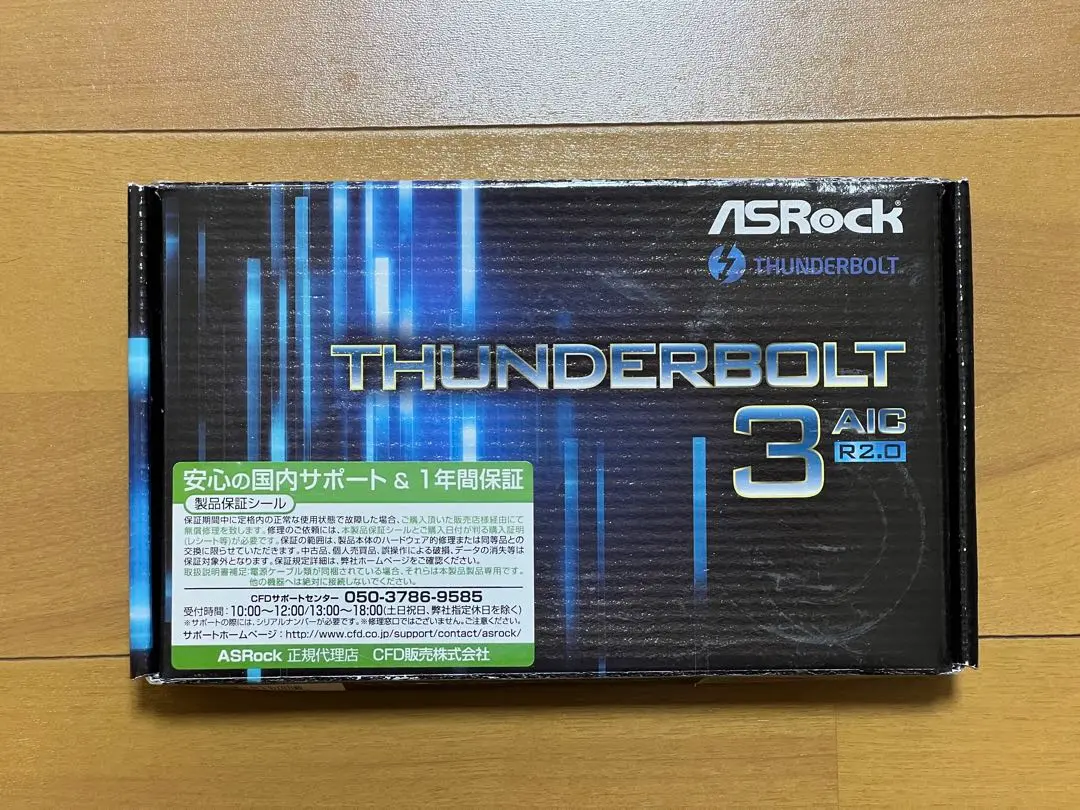 ASRock
THUNDERBOLT
THUNDERBOLT
3 AIC
R2.0
安心の国内サポート & 1年間保証
製品保証シール
保証期間中に定格内の正常な使用状態で故障した場合、ご購入頂いた販売店様経由にて
無償修理を致します。修理のご依頼には、本製品保証シールとご購入日付が判る購入証明
(レシート等)が必要です。保証の範囲は、製品本体のハードウェア的修理または同等品との
交換に限らせていただきます。中古品、個人売買品、誤操作による破損、データの消失等は
保証対象外となります。保証規定詳細は、弊社ホームページをご確認ください。
取扱説明書補足:電源ケーブル類が同梱されている場合、それらは本製品専用です。
他の機器へは絶対に接続しないでください。
CFDサポートセンター 050-3786-9585
受付時間:10:00〜12:00/13:00〜18:00(土日祝日、弊社指定休日を除く)
※サポートの際には、シリアルナンバーが必要です。※修理窓口ではございません。ご注意ください。
サポートホームページ:http://www.cfd.co.jp/support/contact/asrock/
ASRock 正規代理店 CFD販売株式会社